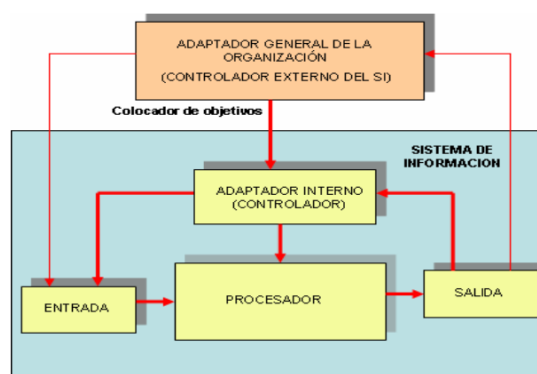 ADAPTADOR GENERAL DE LA
ORGANIZACIÓN
(CONTROLADOR EXTERNO DEL SI)
Colocador de objetivos
SISTEMA DE
INFORMACION
ADAPTADOR INTERNO
(CONTROLADOR)
ENTRADA
PROCESADOR
SALIDA